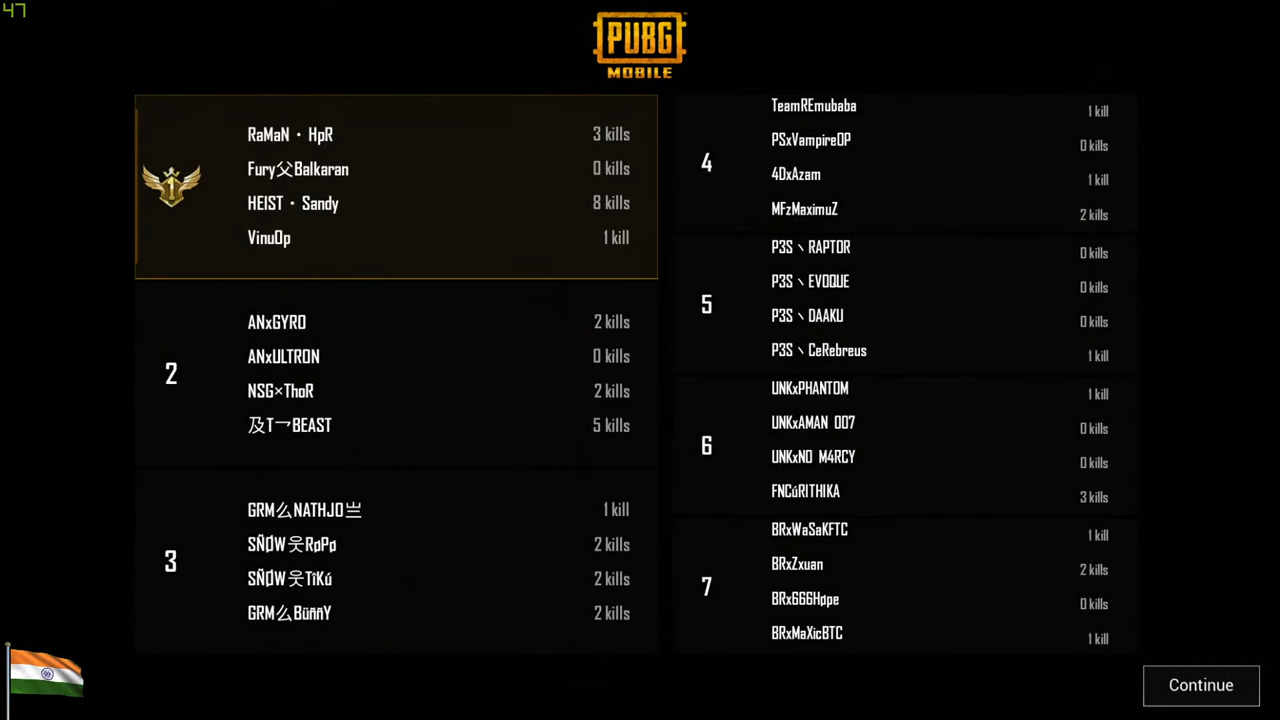 47
PUBG
MOBILE
RaMaN · HpR 3 kills
Fury父Balkaran 0 kills
HEIST · Sandy 8 kills
VinuOp 1 kill
2
ANxGYRO 2 kills
ANxULTRON 0 kills
NSG×ThoR 2 kills
及T乛BEAST 5 kills
3
GRM么NATHJO亗 1 kill
SÑØW웃RøPø 2 kills
SÑØW웃TïKú 2 kills
GRM么BüññY 2 kills
4
TeamREmubaba 1 kill
PSxVampireOP 0 kills
4DxAzam 1 kill
MFzMaximuZ 2 kills
5
P3S丶RAPTOR 0 kills
P3S丶EVOQUE 0 kills
P3S丶DAAKU 0 kills
P3S丶CeRebreus 1 kill
6
UNKxPHANTOM 1 kill
UNKxAMAN 007 0 kills
UNKxNO M4RCY 0 kills
FNCúRITHIKA 3 kills
7
BRxWaSaKFTC 1 kill
BRxZxuan 2 kills
BRx666Høpe 0 kills
BRxMaXicBTC 1 kill
1
Continue